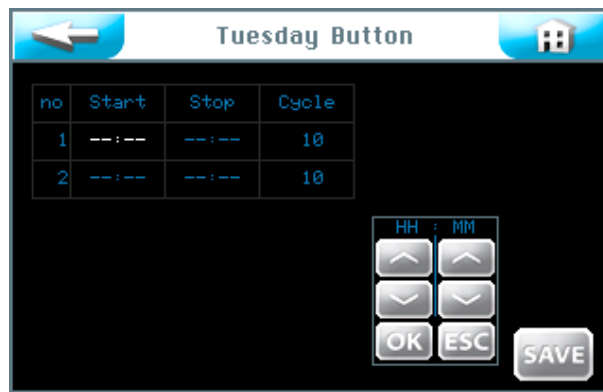 Tuesday Button
no Start Stop Cycle
1 --:-- --:-- 10
2 --:-- --:-- 10
HH : MM
OK ESC
SAVE